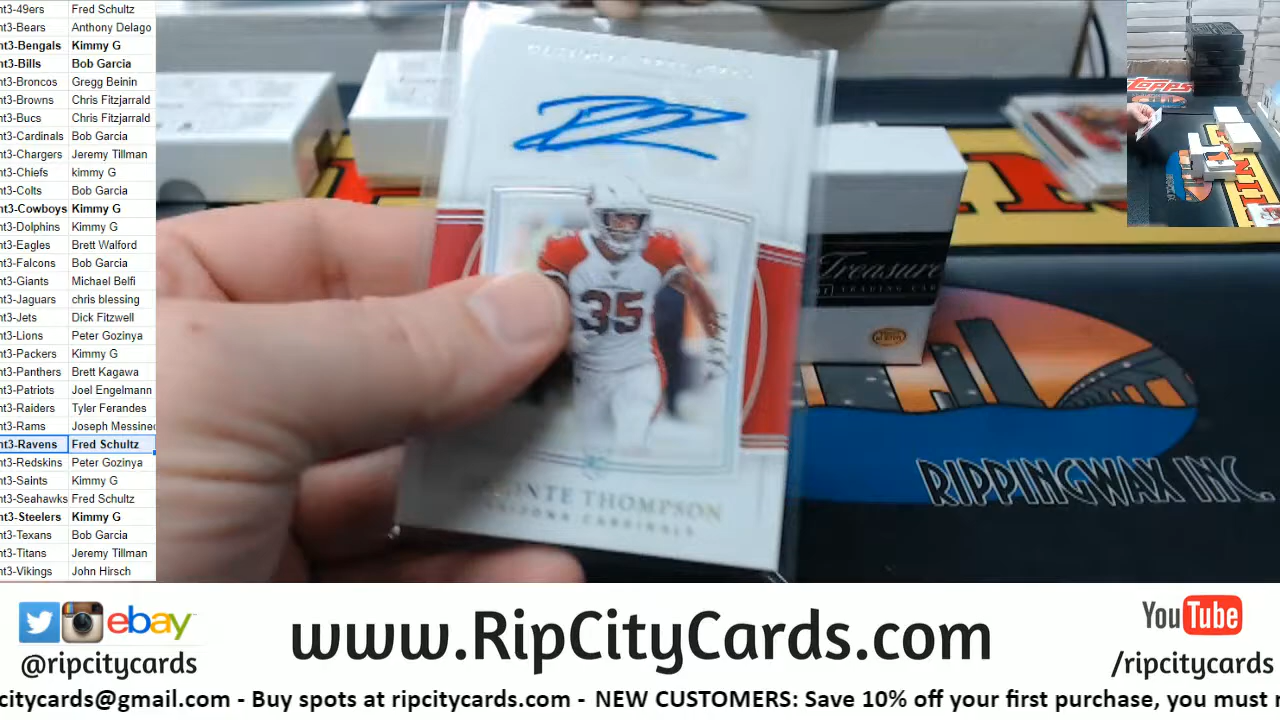 nt3-49ers Fred Schultz
nt3-Bears Anthony Delago
nt3-Bengals Kimmy G
nt3-Bills Bob Garcia
nt3-Broncos Gregg Beinin
nt3-Browns Chris Fitzjarrald
nt3-Bucs Chris Fitzjarrald
nt3-Cardinals Bob Garcia
nt3-Chargers Jeremy Tillman
nt3-Chiefs kimmy G
nt3-Colts Bob Garcia
nt3-Cowboys Kimmy G
nt3-Dolphins Kimmy G
nt3-Eagles Brett Walford
nt3-Falcons Bob Garcia
nt3-Giants Michael Belfi
nt3-Jaguars chris blessing
nt3-Jets Dick Fitzwell
nt3-Lions Peter Gozinya
nt3-Packers Kimmy G
nt3-Panthers Brett Kagawa
nt3-Patriots Joel Engelmann
nt3-Raiders Tyler Ferandes
nt3-Rams Joseph Messineo
nt3-Ravens Fred Schultz
nt3-Redskins Peter Gozinya
nt3-Saints Kimmy G
nt3-Seahawks Fred Schultz
nt3-Steelers Kimmy G
nt3-Texans Bob Garcia
nt3-Titans Jeremy Tillman
nt3-Vikings John Hirsch
35
ONTE THOMPSON
ARIZONA CARDINALS
Treasure
TRADING CAR
RIPPINGWAX INC.
TOPPS
ebay
@ripcitycards
www.RipCityCards.com
YouTube
/ripcitycards
citycards@gmail.com - Buy spots at ripcitycards.com - NEW CUSTOMERS: Save 10% off your first purchase, you must